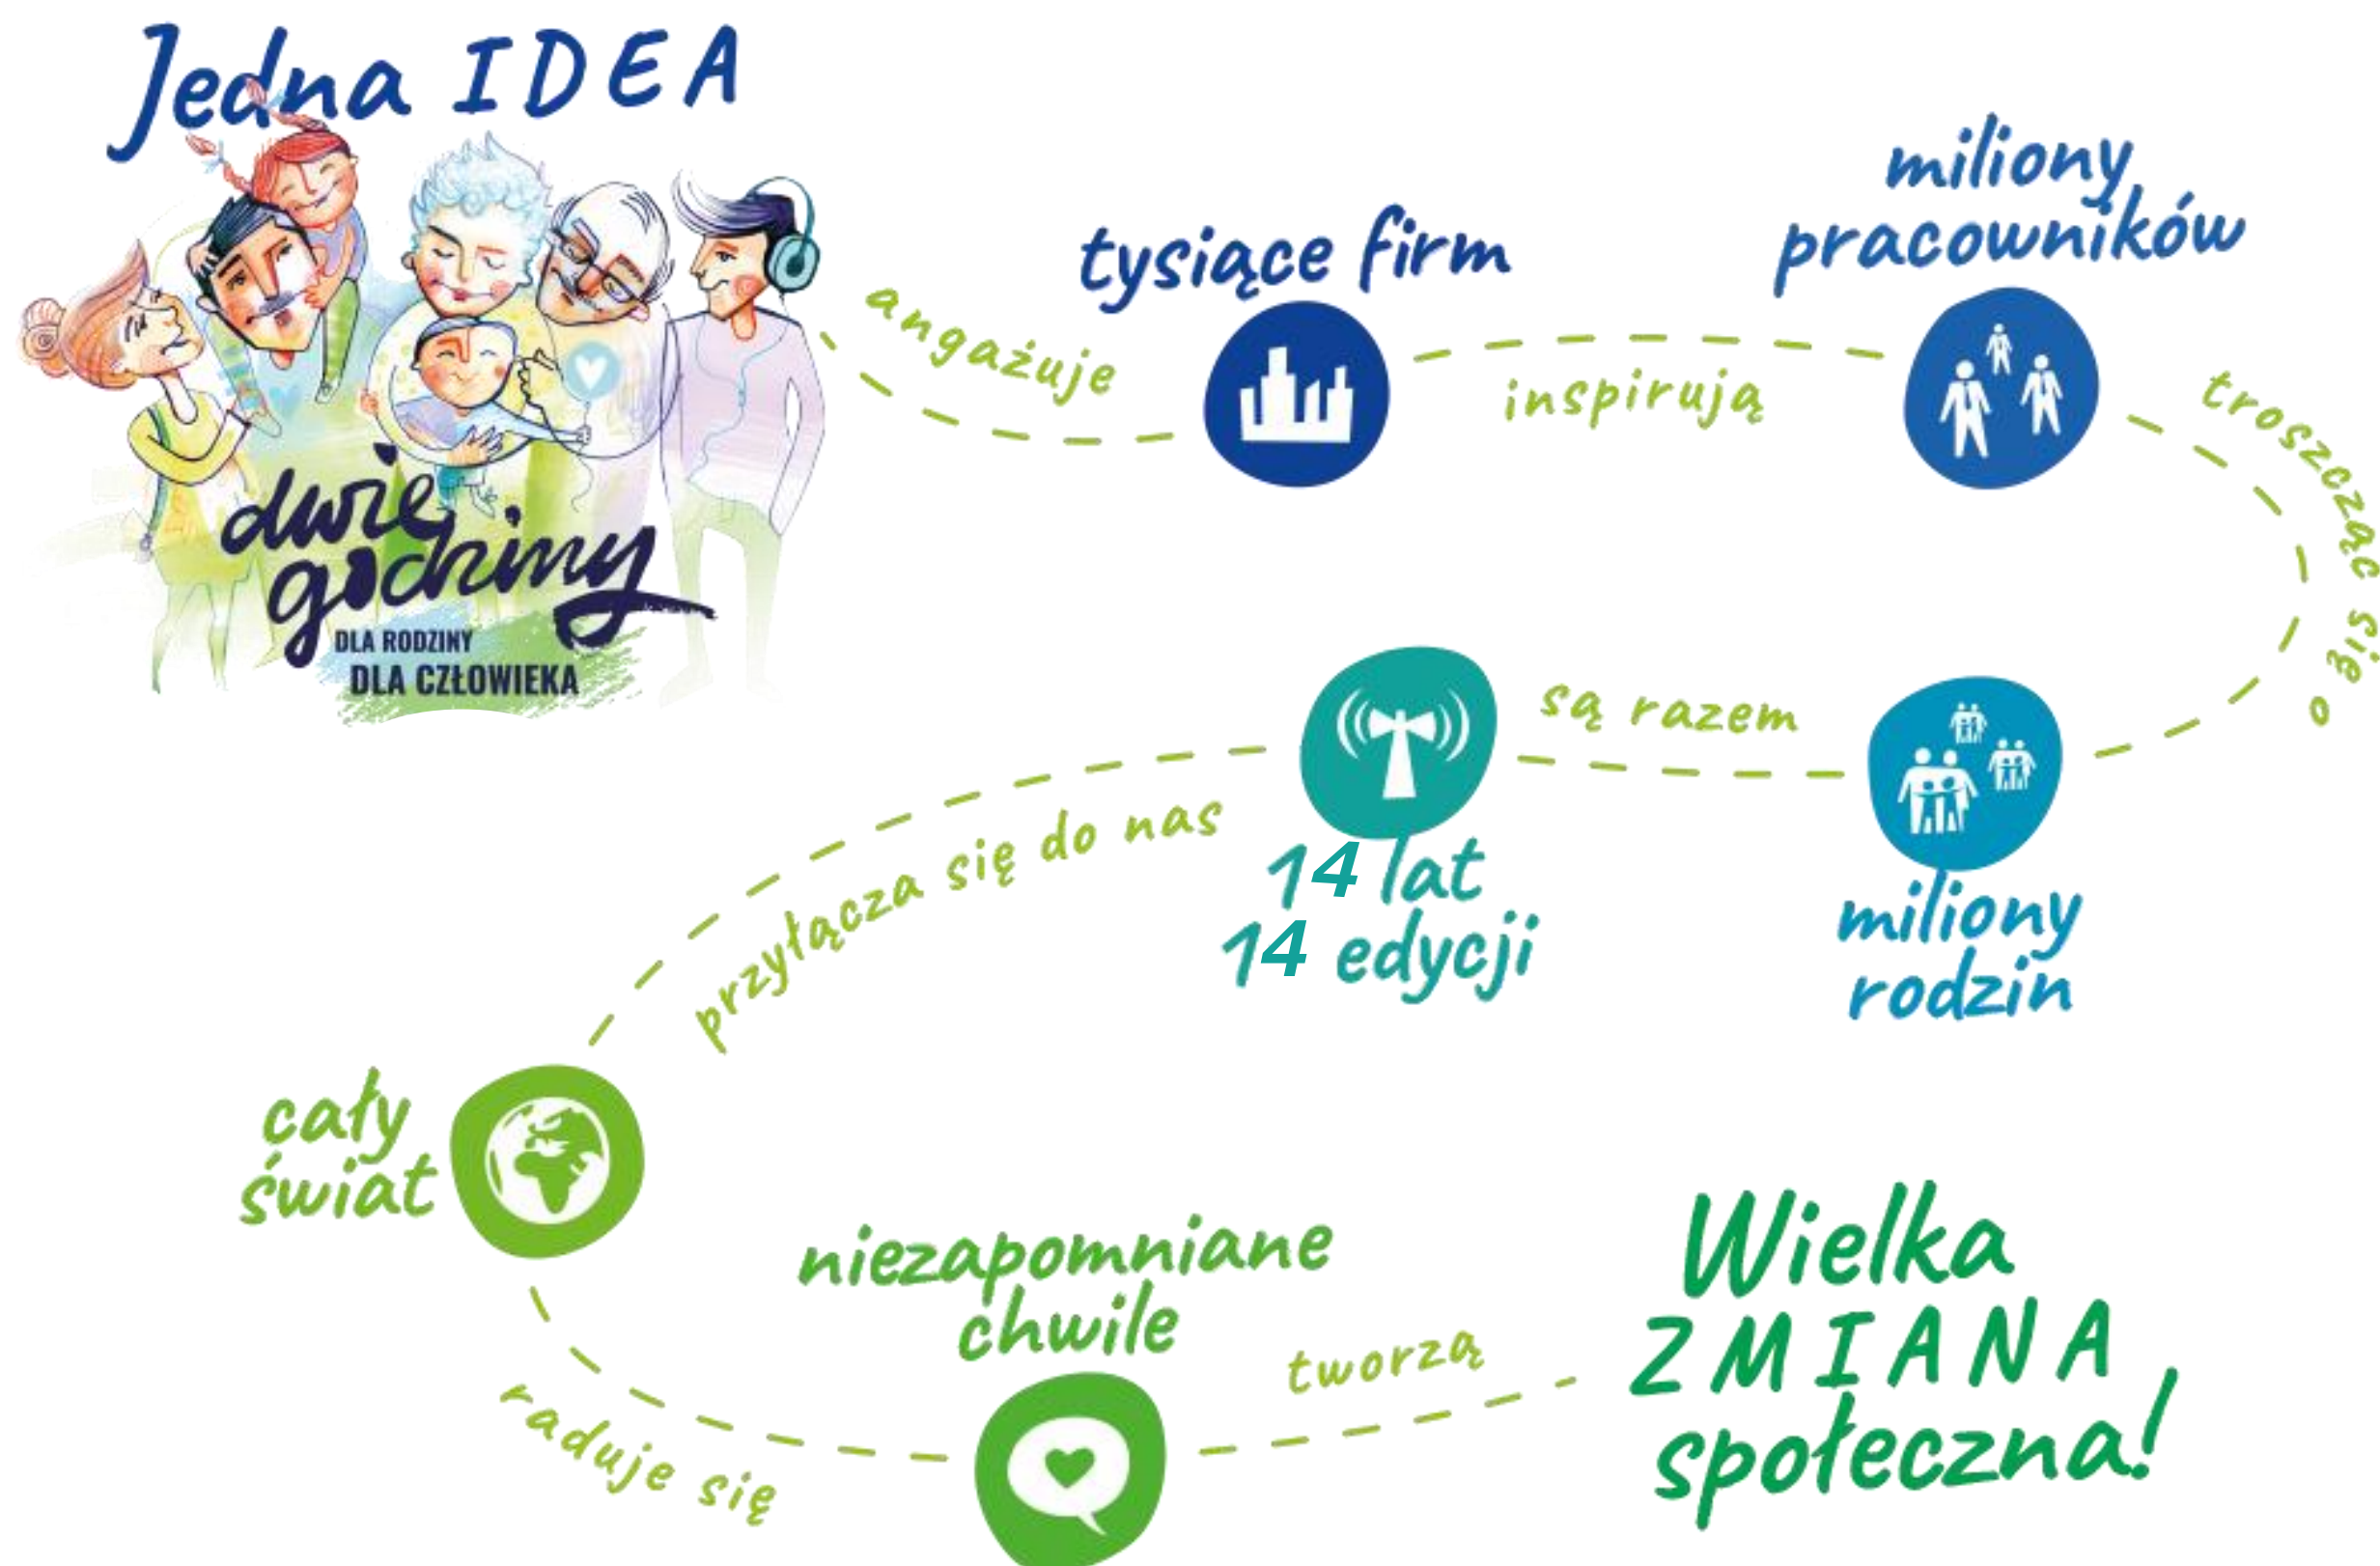 Jedna IDEA
dwie
godziny
DLA RODZINY
DLA CZŁOWIEKA
angażuje
tysiące firm
inspirują
miliony
pracowników
troszcząc się o
miliony
rodzin
są razem
14 lat
14 edycji
przyłącza się do nas
cały
świat
raduje się
niezapomniane
chwile
tworzą
Wielka
ZMIANA
społeczna!